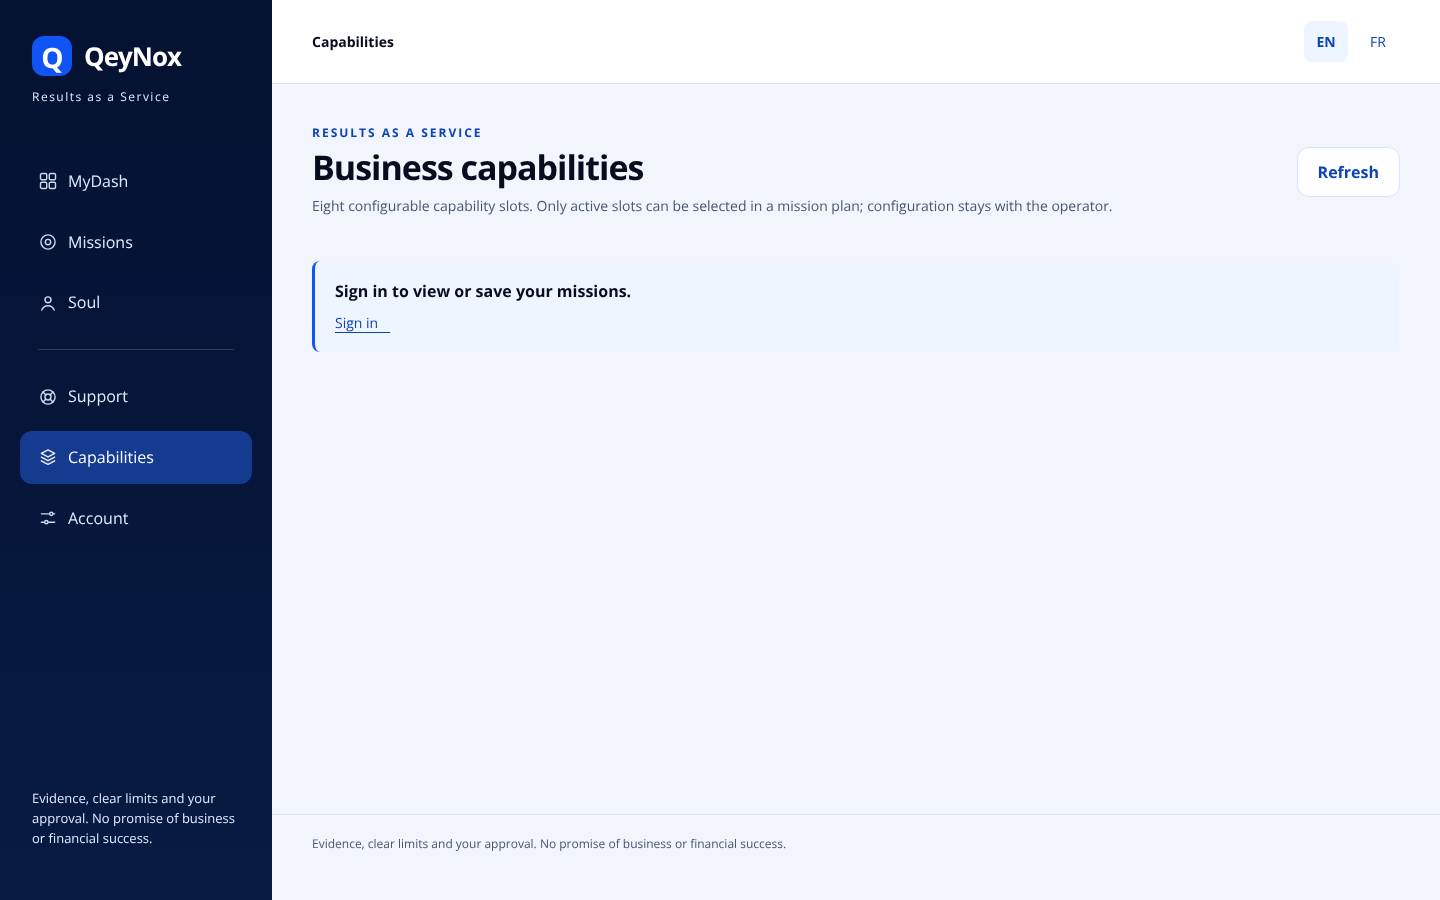 Q QeyNox
Results as a Service
MyDash
Missions
Soul
Support
Capabilities
Account
Evidence, clear limits and your
approval. No promise of business
or financial success.
Capabilities
EN FR
RESULTS AS A SERVICE
Business capabilities
Eight configurable capability slots. Only active slots can be selected in a mission plan; configuration stays with the operator.
Refresh
Sign in to view or save your missions.
Sign in
Evidence, clear limits and your approval. No promise of business or financial success.